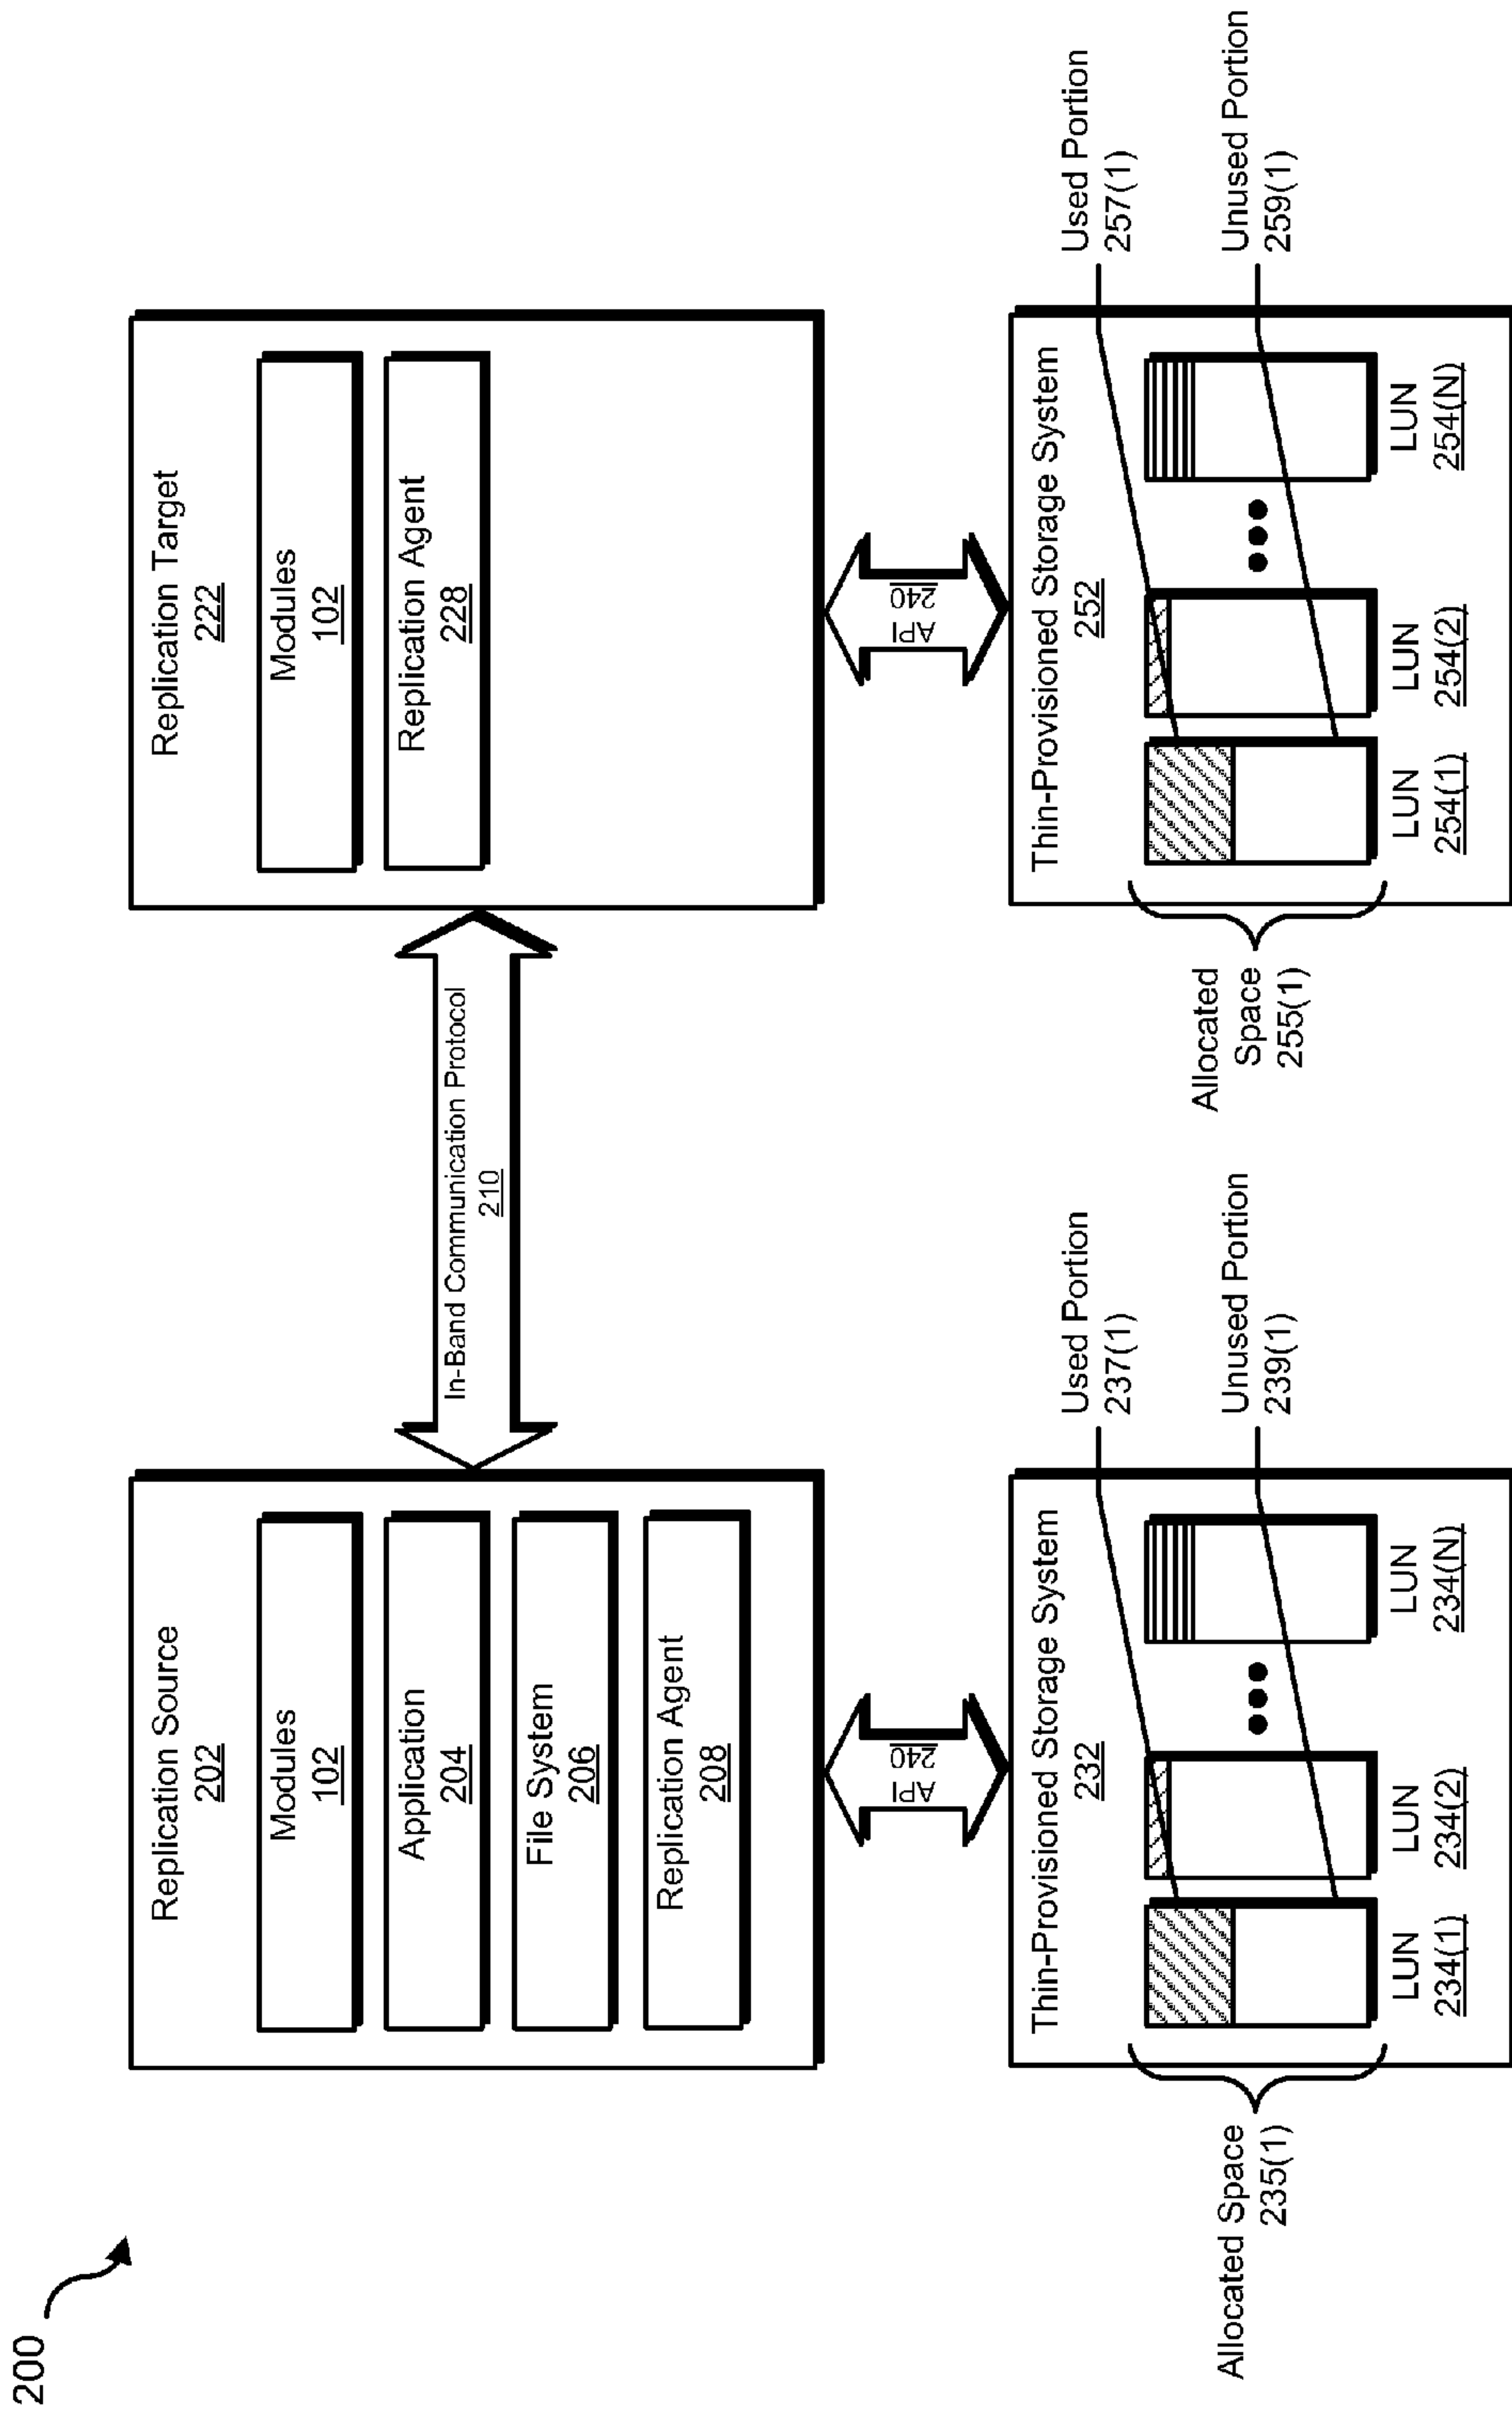 200
Replication Source
202
Modules
102
Application
204
File System
206
Replication Agent
208
In-Band Communication Protocol
210
Replication Target
222
Modules
102
Replication Agent
228
API
240
API
240
Thin-Provisioned Storage System
232
Allocated Space
235(1)
LUN
234(1)
LUN
234(2)
LUN
234(N)
Used Portion
237(1)
Unused Portion
239(1)
Thin-Provisioned Storage System
252
Allocated
Space
255(1)
LUN
254(1)
LUN
254(2)
LUN
254(N)
Used Portion
257(1)
Unused Portion
259(1)